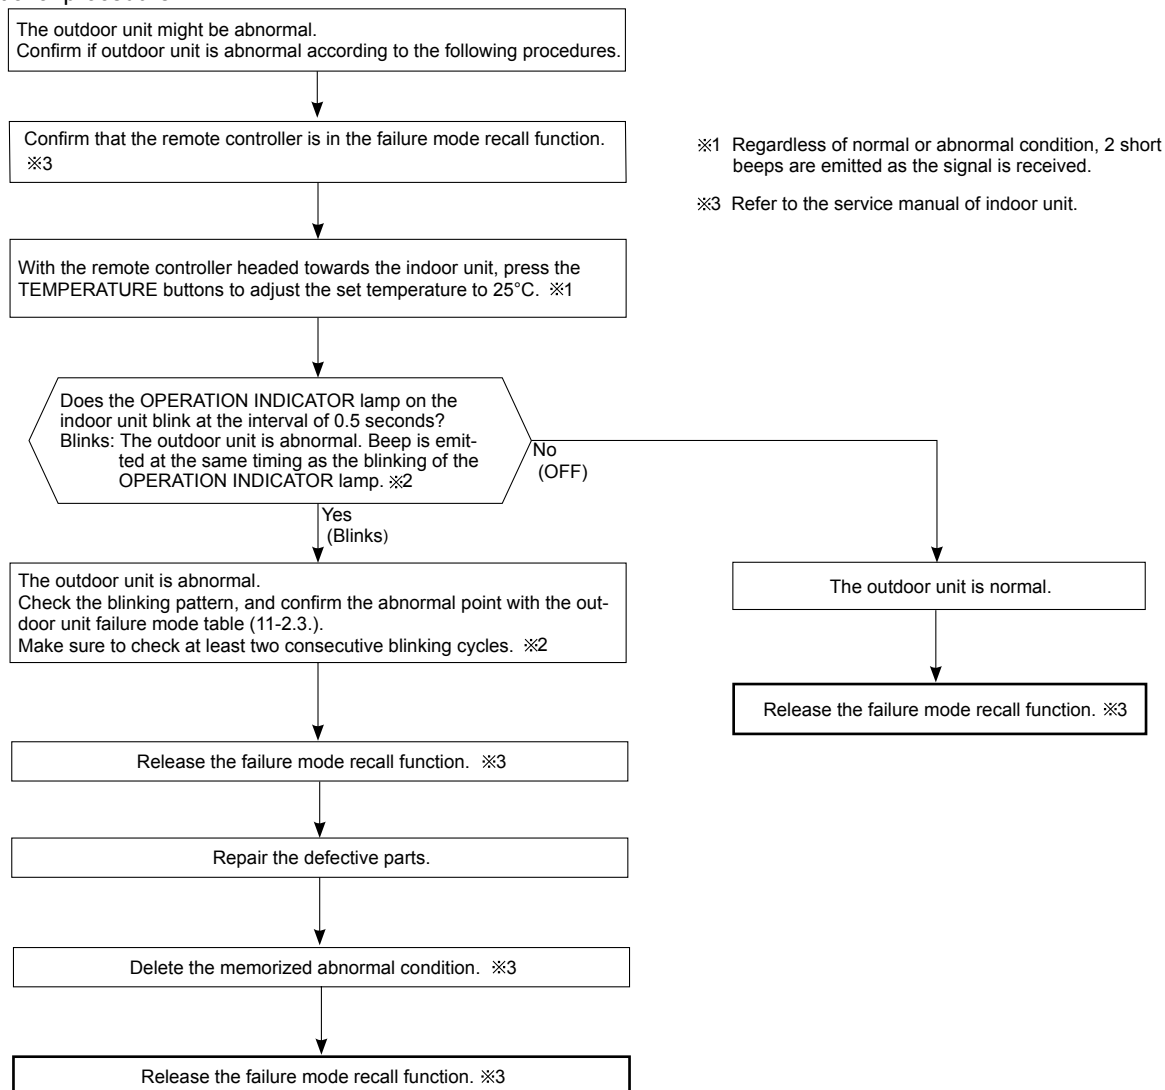 The outdoor unit might be abnormal.
Confirm if outdoor unit is abnormal according to the following procedures.
Confirm that the remote controller is in the failure mode recall function.
※3
※1 Regardless of normal or abnormal condition, 2 short
beeps are emitted as the signal is received.
※3 Refer to the service manual of indoor unit.
With the remote controller headed towards the indoor unit, press the
TEMPERATURE buttons to adjust the set temperature to 25°C. ※1
Does the OPERATION INDICATOR lamp on the
indoor unit blink at the interval of 0.5 seconds?
Blinks: The outdoor unit is abnormal. Beep is emit-
ted at the same timing as the blinking of the
OPERATION INDICATOR lamp. ※2
No
(OFF)
Yes
(Blinks)
The outdoor unit is abnormal.
Check the blinking pattern, and confirm the abnormal point with the out-
door unit failure mode table (11-2.3.).
Make sure to check at least two consecutive blinking cycles. ※2
The outdoor unit is normal.
Release the failure mode recall function. ※3
Release the failure mode recall function. ※3
Repair the defective parts.
Delete the memorized abnormal condition. ※3
Release the failure mode recall function. ※3